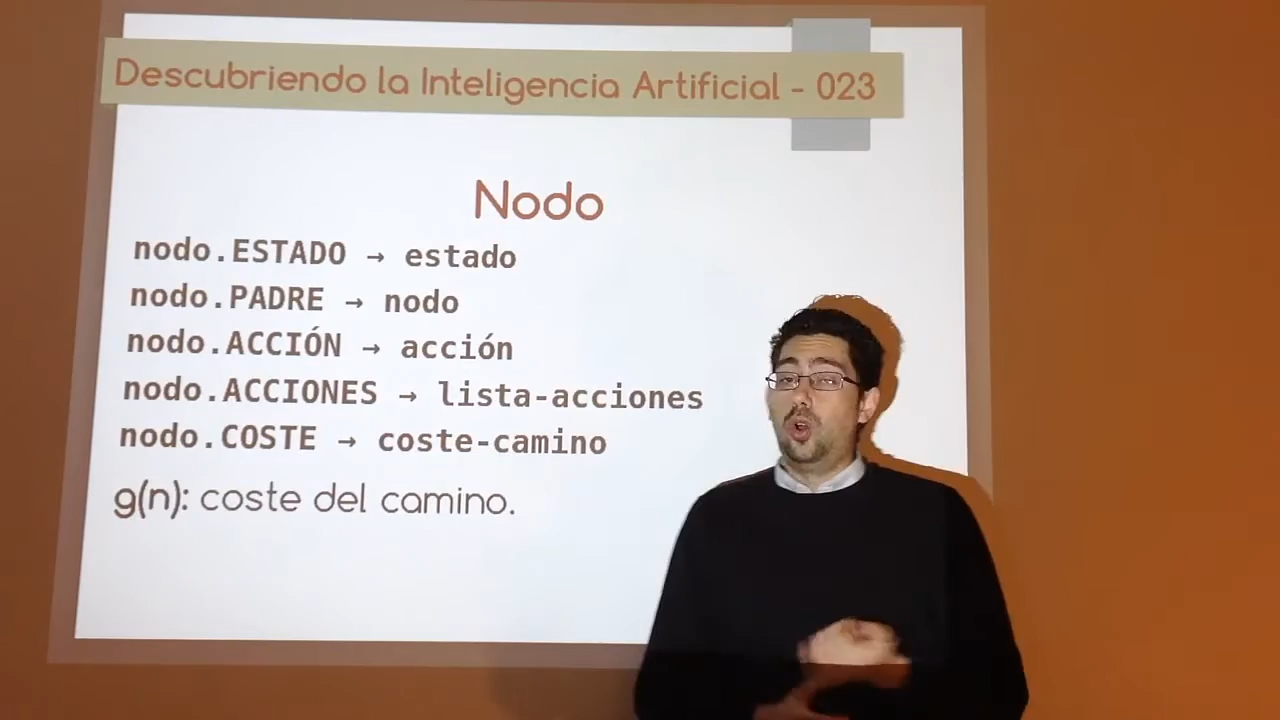 Descubriendo la Inteligencia Artificial - 023
Nodo
nodo.ESTADO → estado
nodo.PADRE → nodo
nodo.ACCIÓN → acción
nodo.ACCIONES → lista-acciones
nodo.COSTE → coste-camino
g(n): coste del camino.